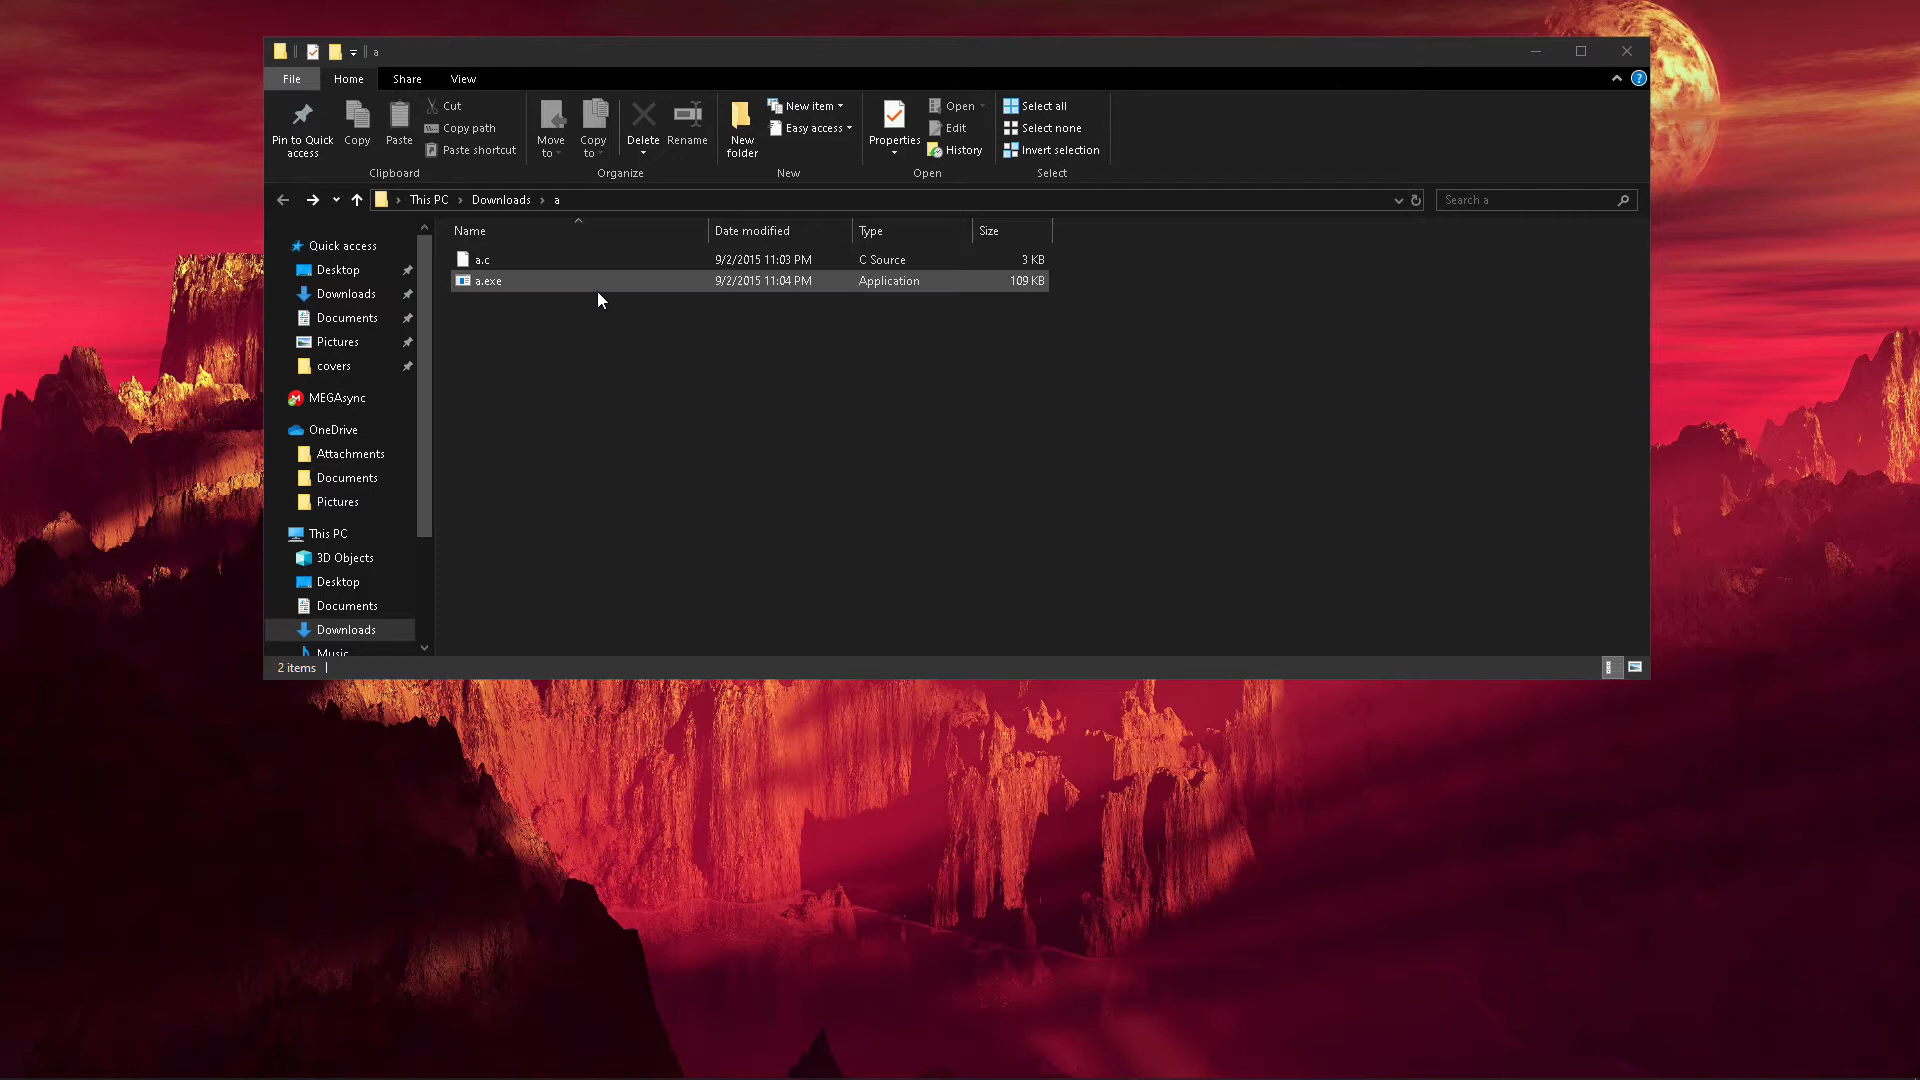 a
File Home Share View
Pin to Quick access
Copy
Paste
Cut
Copy path
Paste shortcut
Clipboard
Move to
Copy to
Delete
Rename
Organize
New folder
New item
Easy access
New
Properties
Open
Edit
History
Open
Select all
Select none
Invert selection
Select
This PC Downloads a
Search a
Name Date modified Type Size
a.c 9/2/2015 11:03 PM C Source 3 KB
a.exe 9/2/2015 11:04 PM Application 109 KB
Quick access
Desktop
Downloads
Documents
Pictures
covers
MEGAsync
OneDrive
Attachments
Documents
Pictures
This PC
3D Objects
Desktop
Documents
Downloads
Music
2 items